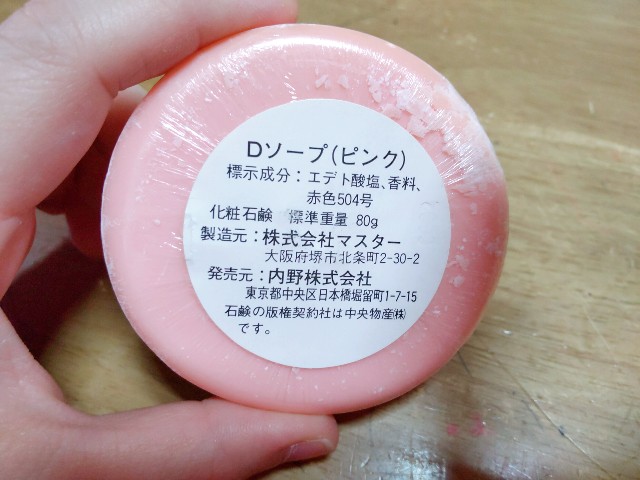 Dソープ(ピンク)
標示成分：エデト酸塩、香料、
赤色504号
化粧石鹸 標準重量 80g
製造元：株式会社マスター
大阪府堺市北条町2-30-2
発売元：内野株式会社
東京都中央区日本橋堀留町1-7-15
石鹸の版権契約社は中央物産㈱
です。